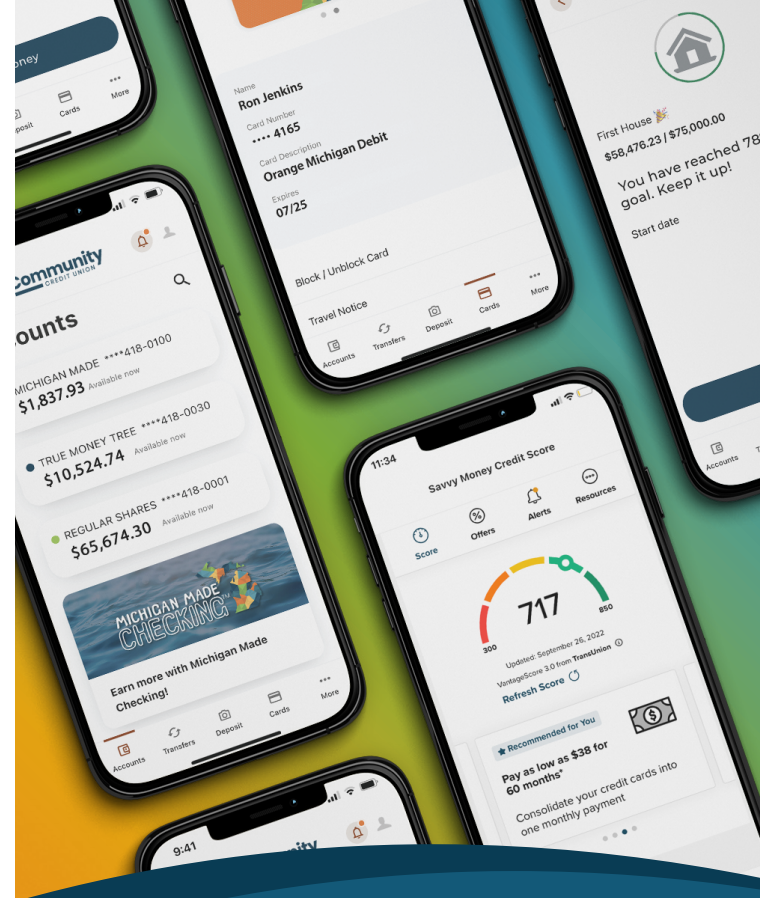 Deposit
Cards
More
Name
Ron Jenkins
Card Number
•••• 4165
Card Description
Orange Michigan Debit
Expires
07/25
Block / Unblock Card
Travel Notice
Accounts
Transfers
Deposit
Cards
More
First House 🎉
$58,476.23 / $75,000.00
You have reached 78
goal. Keep it up!
Start date
Accounts
Community
CREDIT UNION
ounts
MICHIGAN MADE ****418-0100
$1,837.93 Available now
TRUE MONEY TREE ****418-0030
$10,524.74 Available now
REGULAR SHARES ****418-0001
$65,674.30 Available now
MICHIGAN MADE
CHECKING™
Earn more with Michigan Made
Checking!
Accounts
Transfers
Deposit
Cards
More
11:34
Savvy Money Credit Score
Score
Offers
Alerts
Resources
717
300
850
Updated: September 26, 2022
VantageScore 3.0 from TransUnion
Refresh Score
Recommended for You
Pay as low as $38 for
60 months*
Consolidate your credit cards into
one monthly payment
9:41